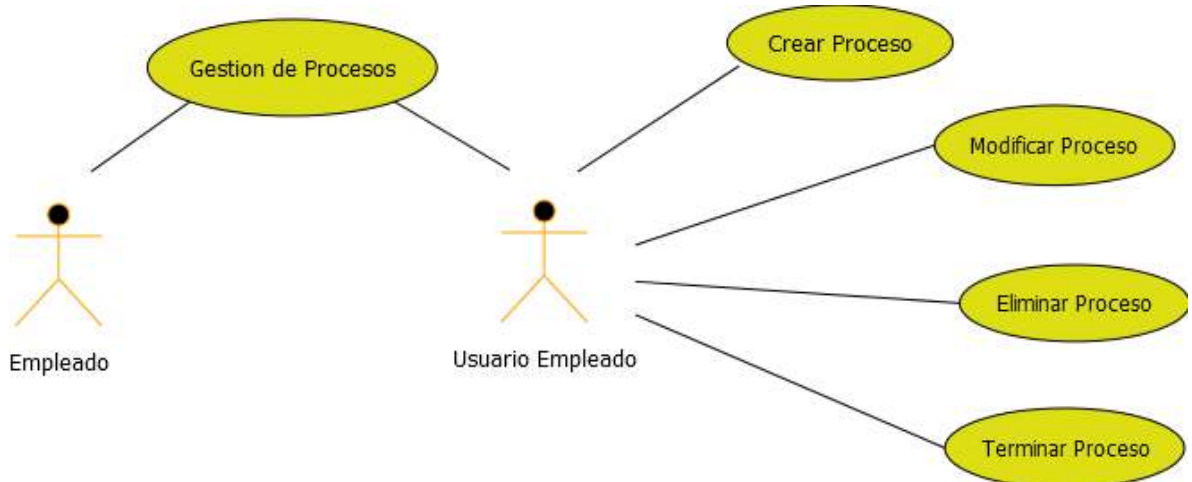 Crear Proceso
Gestion de Procesos
Modificar Proceso
Eliminar Proceso
Empleado
Usuario Empleado
Terminar Proceso